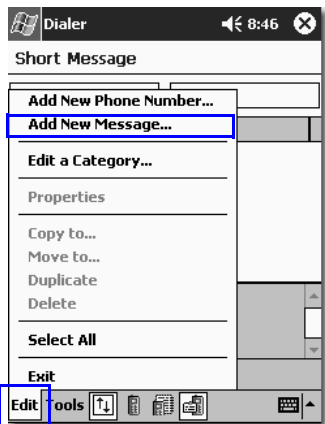 Dialer 8:46
Short Message
Add New Phone Number...
Add New Message...
Edit a Category...
Properties
Copy to...
Move to...
Duplicate
Delete
Select All
Exit
Edit Tools